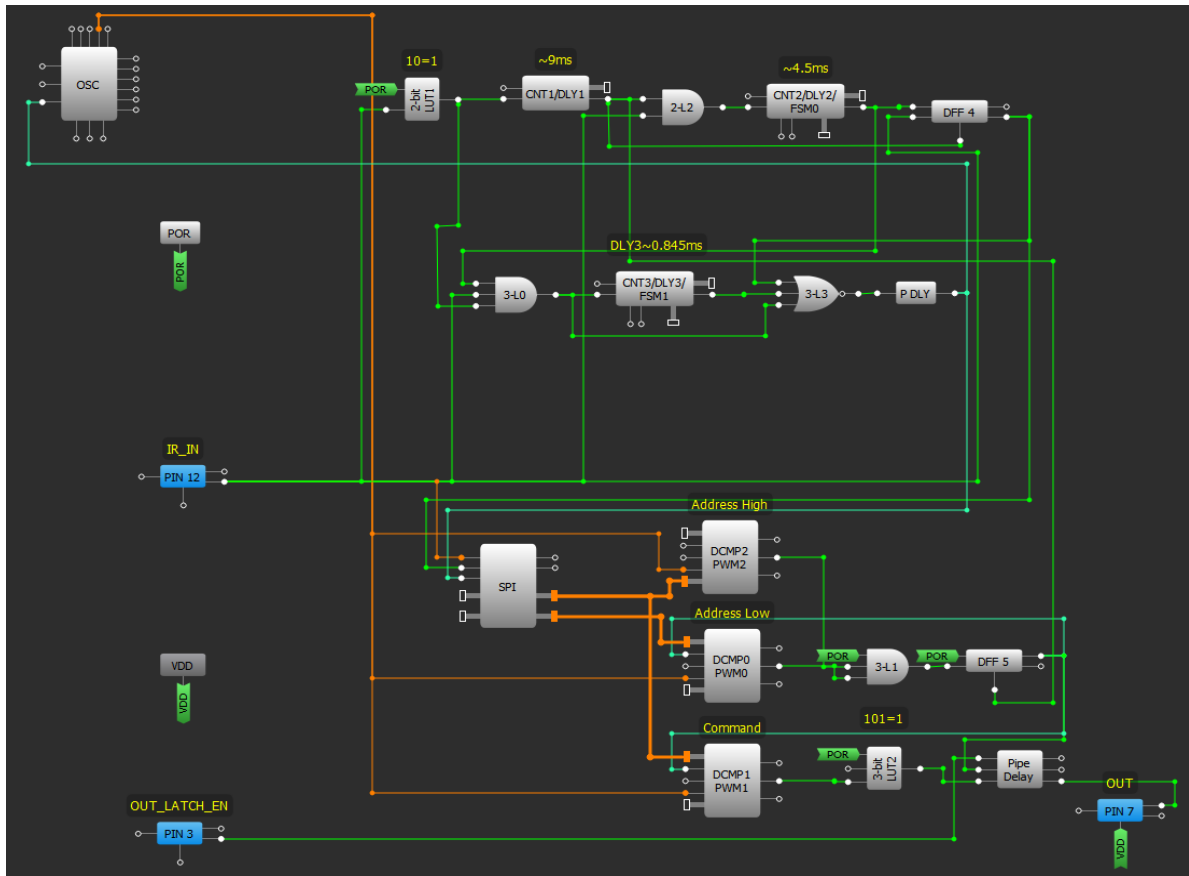 OSC
10=1
POR
2-bit
LUT1
~9ms
CNT1/DLY1
2-L2
~4.5ms
CNT2/DLY2/
FSM0
DFF 4
POR
POR
DLY3~0.845ms
3-L0
CNT3/DLY3/
FSM1
3-L3
P DLY
IR_IN
PIN 12
SPI
Address High
DCMP2
PWM2
Address Low
DCMP0
PWM0
POR
3-L1
POR
DFF 5
VDD
VDD
Command
DCMP1
PWM1
101=1
POR
3-bit
LUT2
Pipe
Delay
OUT
PIN 7
VDD
OUT_LATCH_EN
PIN 3